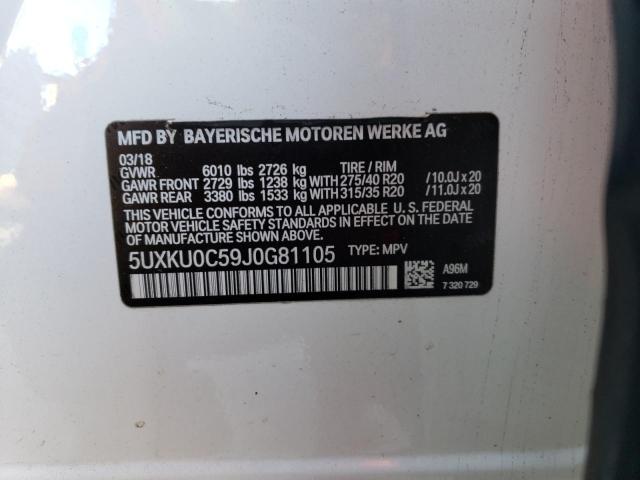 MFD BY BAYERISCHE MOTOREN WERKE AG
03/18
GVWR 6010 lbs 2726 kg TIRE / RIM
GAWR FRONT 2729 lbs 1238 kg WITH 275/40 R20 /10.0J x 20
GAWR REAR 3380 lbs 1533 kg WITH 315/35 R20 /11.0J x 20
THIS VEHICLE CONFORMS TO ALL APPLICABLE U. S. FEDERAL
MOTOR VEHICLE SAFETY STANDARDS IN EFFECT ON THE DATE
OF MANUFACTURE SHOWN ABOVE.
5UXKU0C59J0G81105 TYPE: MPV
A96M
7 320 729